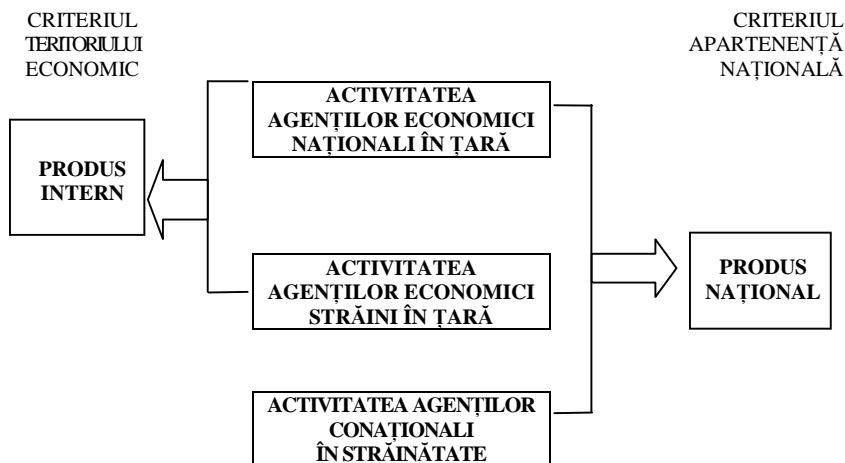 CRITERIUL
TERITORIULUI
ECONOMIC
CRITERIUL
APARTENENȚĂ
NAȚIONALĂ
ACTIVITATEA
AGENȚILOR ECONOMICI
NAȚIONALI ÎN ȚARĂ
PRODUS
INTERN
ACTIVITATEA
AGENȚILOR ECONOMICI
STRĂINI ÎN ȚARĂ
PRODUS
NAȚIONAL
ACTIVITATEA AGENȚILOR
CONAȚIONALI
ÎN STRĂINĂTATE